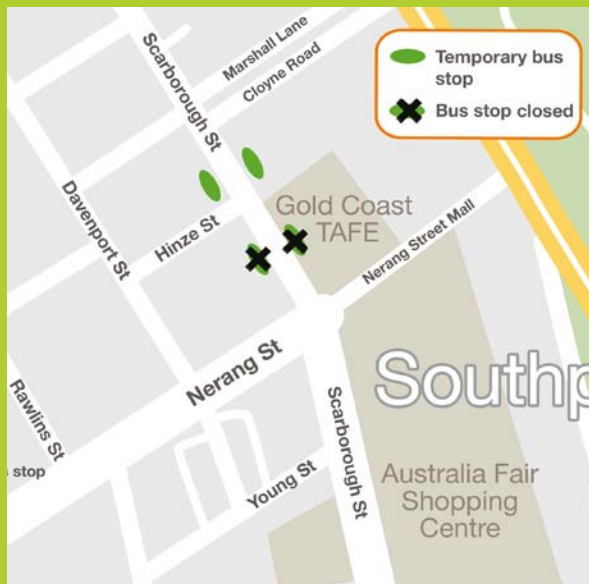 Scarborough St
Marshall Lane
Cloyne Road
Temporary bus
stop
Bus stop closed
Davenport St
Hinze St
Gold Coast
TAFE
Nerang Street Mall
Nerang St
Southp
Rawlins St
stop
Scarborough St
Young St
Australia Fair
Shopping
Centre